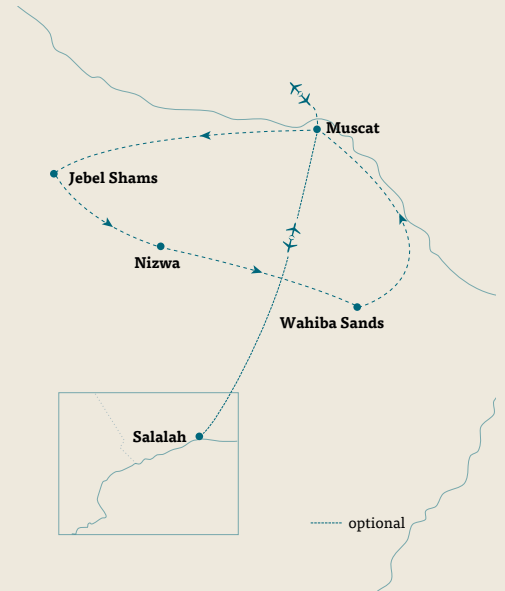 Muscat
Jebel Shams
Nizwa
Wahiba Sands
Salalah
optional